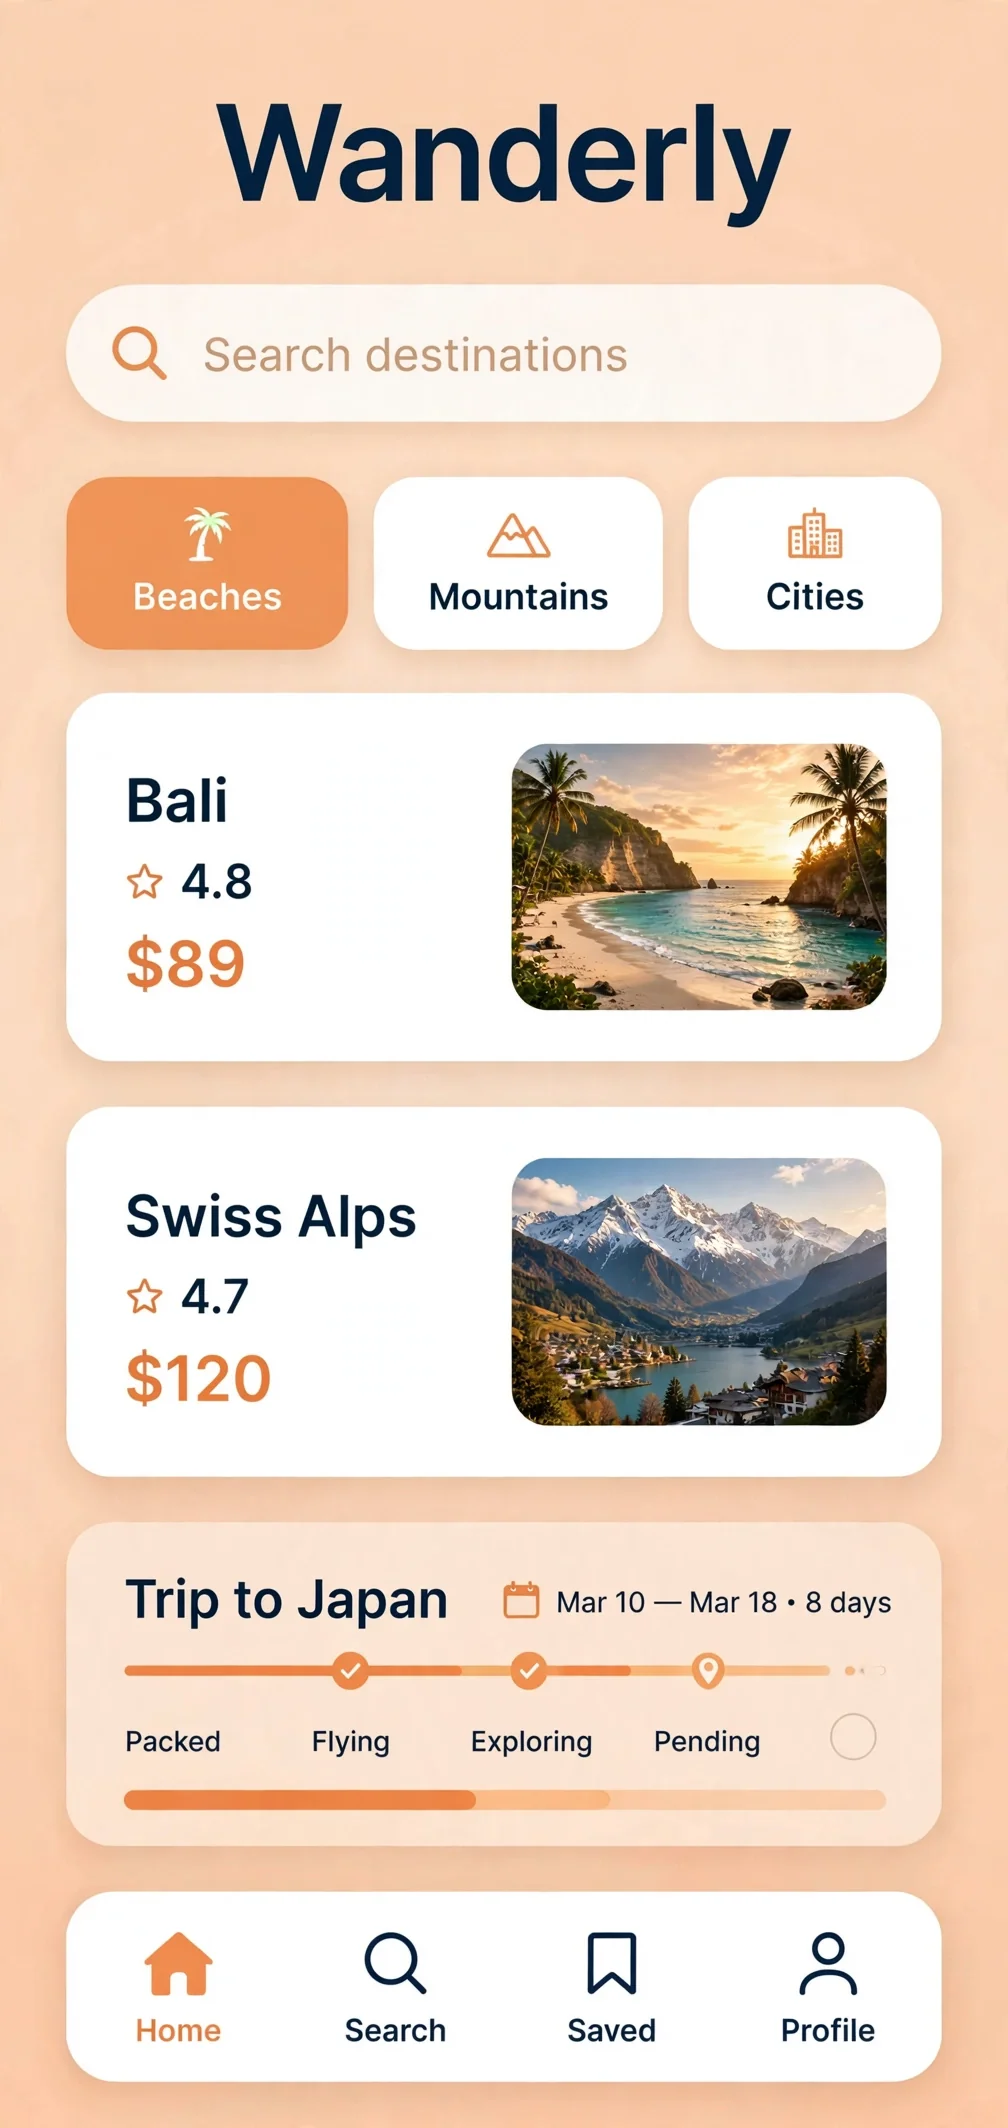 Wanderly
Search destinations
Beaches Mountains Cities
Bali
4.8
$89
Swiss Alps
4.7
$120
Trip to Japan Mar 10 — Mar 18 • 8 days
Packed Flying Exploring Pending
Home Search Saved Profile